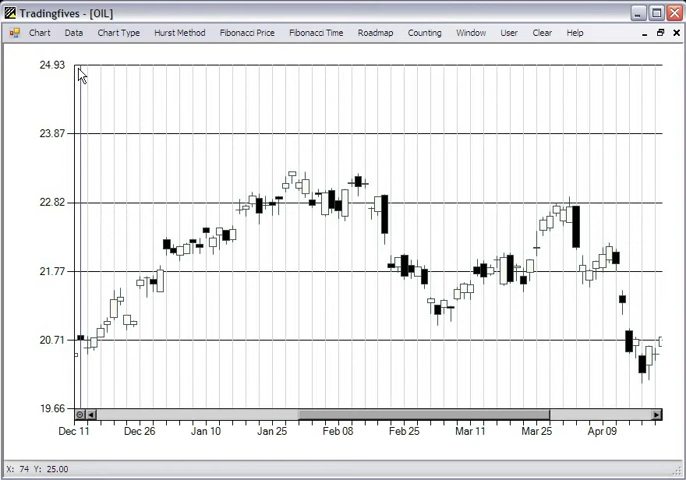 Tradingfives - [OIL]
Chart Data Chart Type Hurst Method Fibonacci Price Fibonacci Time Roadmap Counting Window User Clear Help
24.93
23.87
22.82
21.77
20.71
19.66
Dec 11 Dec 26 Jan 10 Jan 25 Feb 08 Feb 25 Mar 11 Mar 25 Apr 09
X: 74 Y: 25.00